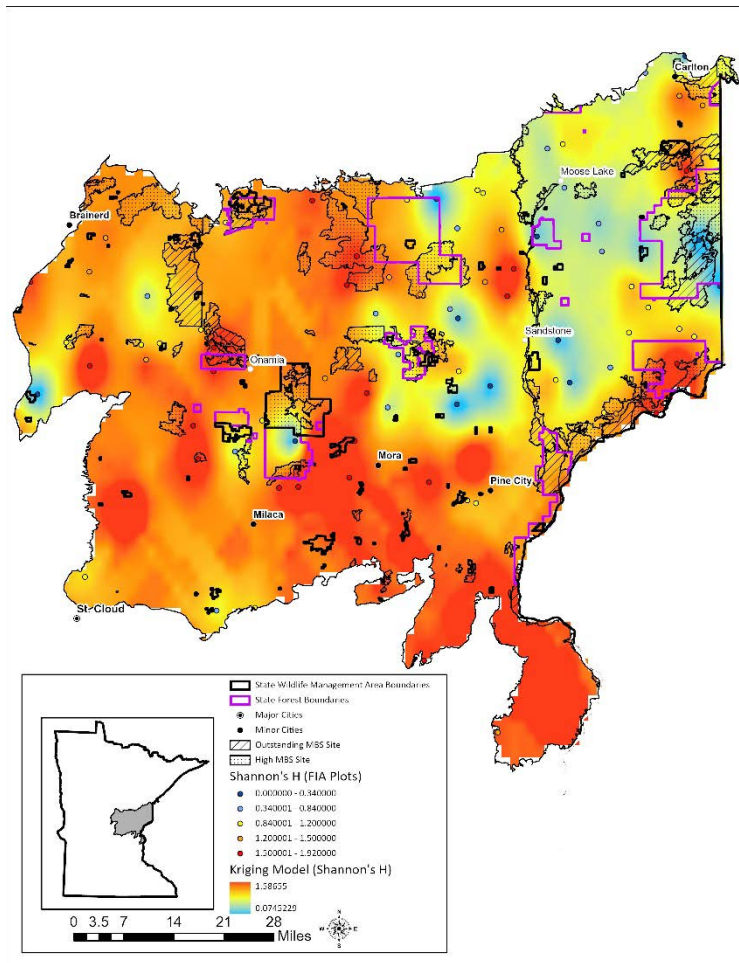 Carlton
Moose Lake
Brainerd
Sandstone
Onamia
Mora
Pine City
Milaca
St. Cloud
State Wildlife Management Area Boundaries
State Forest Boundaries
Major Cities
Minor Cities
Outstanding MBS Site
High MBS Site
Shannon's H (FIA Plots)
0.000000 - 0.340000
0.340001 - 0.840000
0.840001 - 1.200000
1.200001 - 1.500000
1.500001 - 1.920000
Kriging Model (Shannon's H)
1.58655
0.0745229
0 3.5 7 14 21 28
Miles
N
W E
S